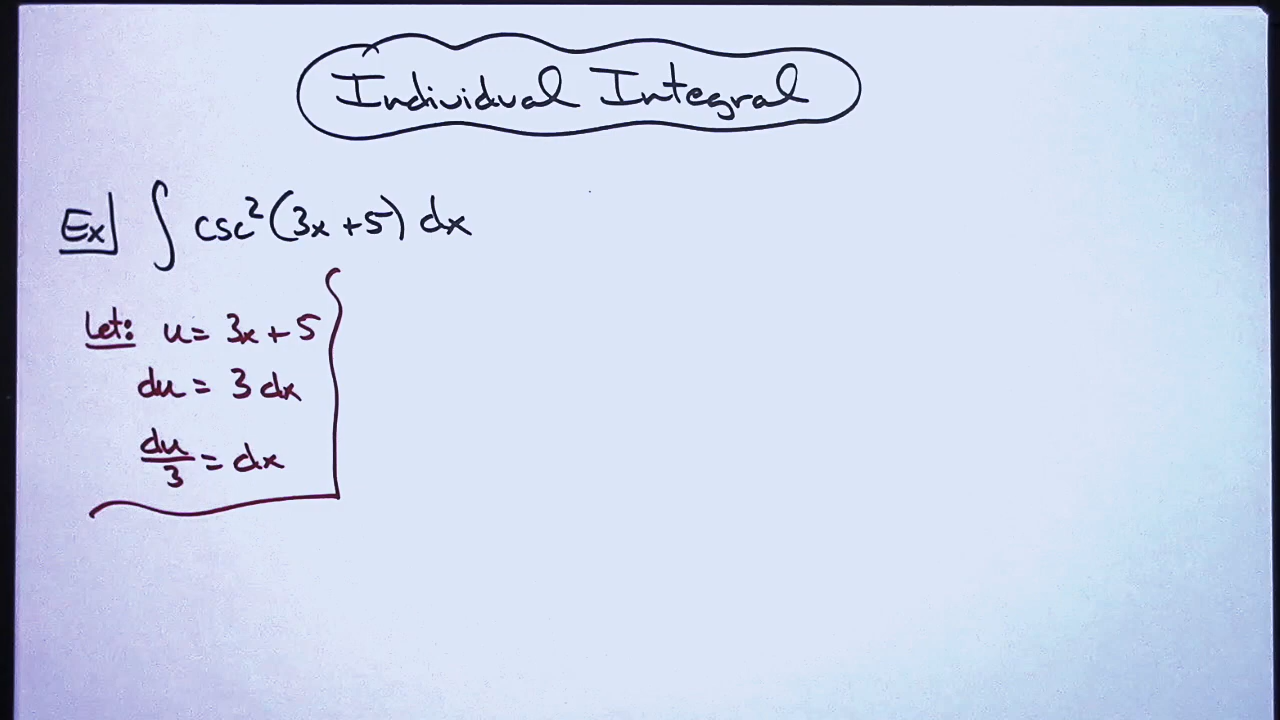 Individual Integral
Ex ∫ csc²(3x+5) dx
Let: u = 3x + 5
du = 3 dx
du/3 = dx